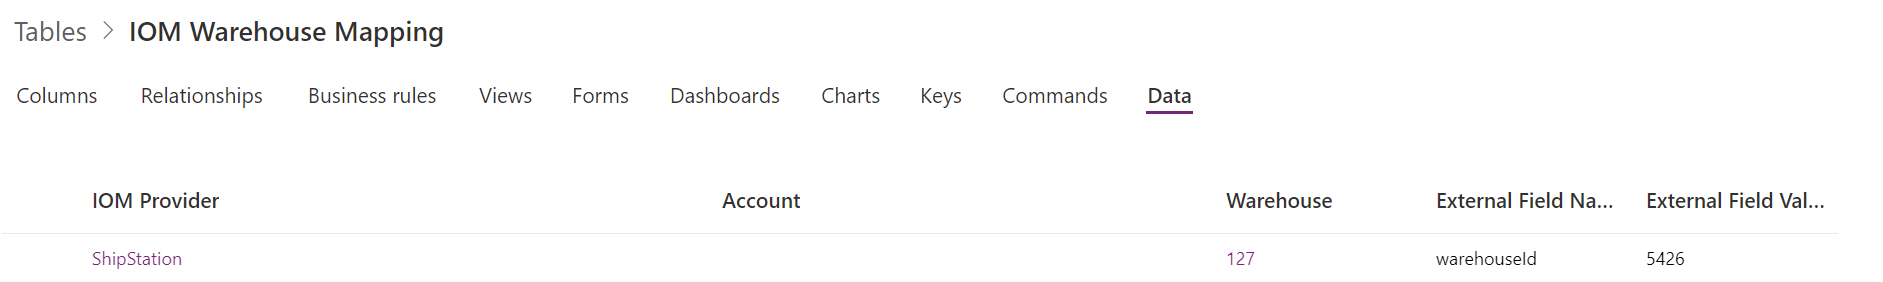 Tables > IOM Warehouse Mapping
Columns Relationships Business rules Views Forms Dashboards Charts Keys Commands Data
IOM Provider Account Warehouse External Field Na... External Field Val...
ShipStation 127 warehouseId 5426